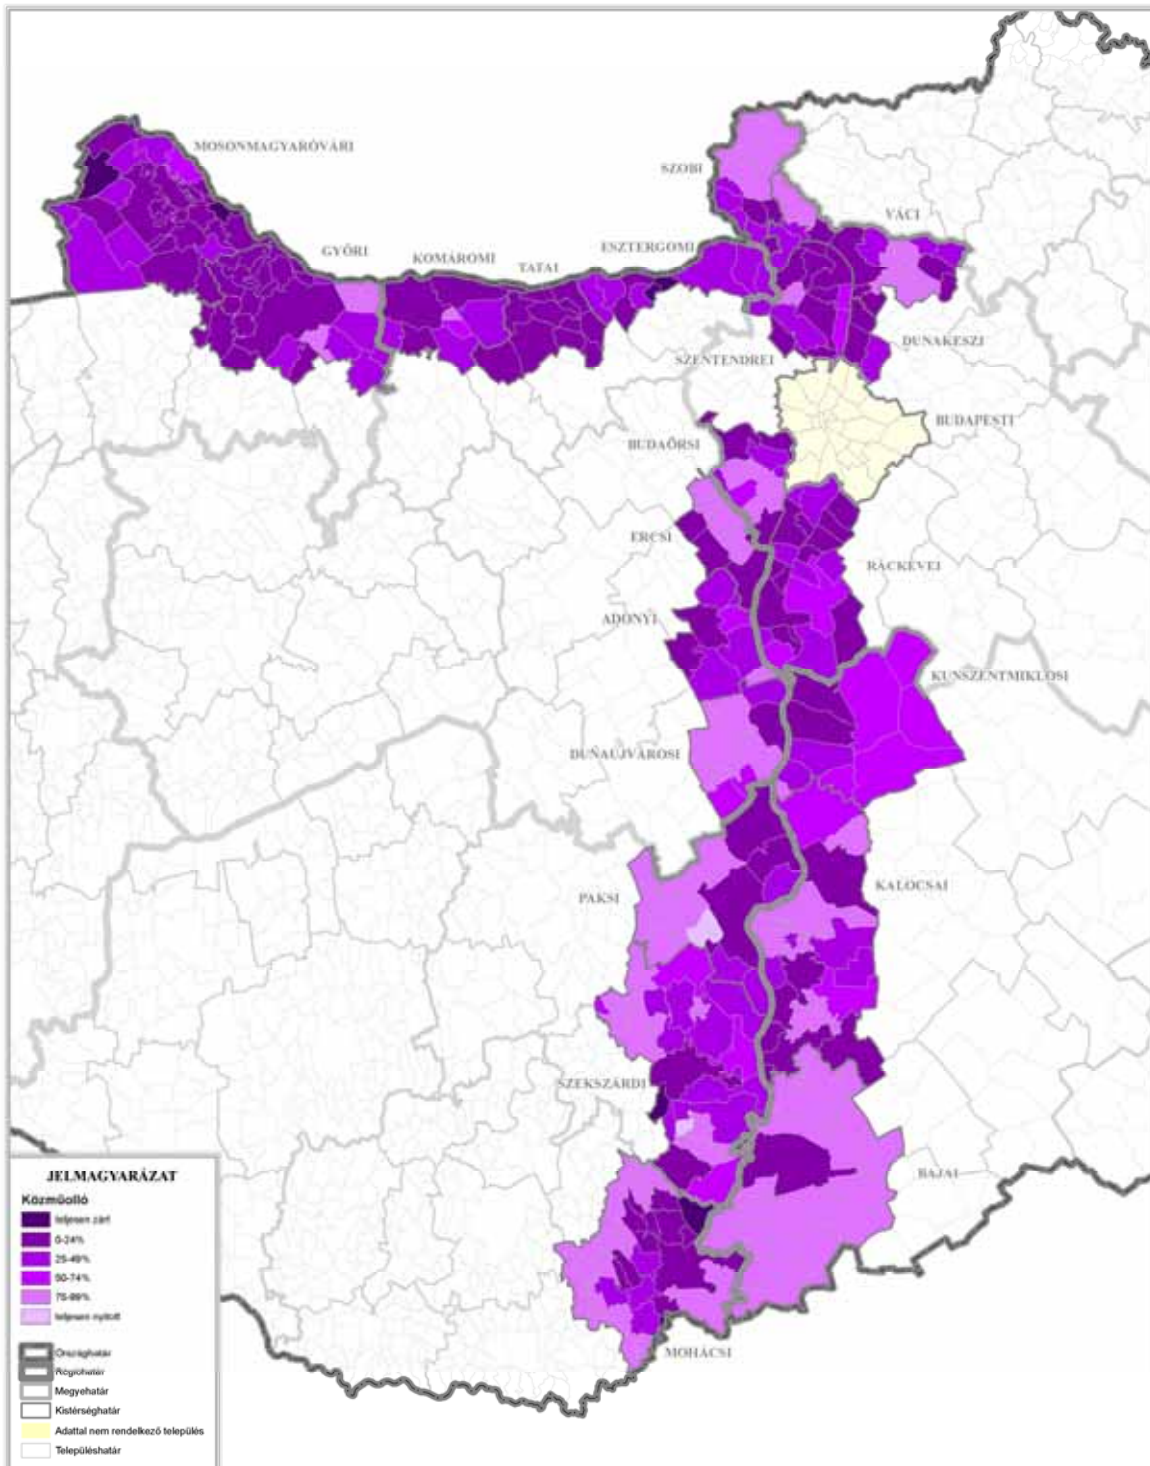 MOSONMAGYARÓVÁRI
SZOBI
VÁCI
GYŐRI
KOMÁROMI
TATAI
ESZTERGOMI
DUNAKESZI
SZENTENDREI
BUDAPESTI
BUDAÖRSI
ERCSI
RÁCKEVEI
ADONYI
KUNSZENTMIKLÓSI
DUNAÚJVÁROSI
PAKSI
KALOCSAI
SZEKSZÁRDI
BAJAI
MOHÁCSI
JELMAGYARÁZAT
Közműolló
teljesen zárt
0-24%
25-49%
50-74%
75-99%
teljesen nyitott
Országhatár
Régióhatár
Megyehatár
Kistérséghatár
Adattal nem rendelkező település
Településhatár